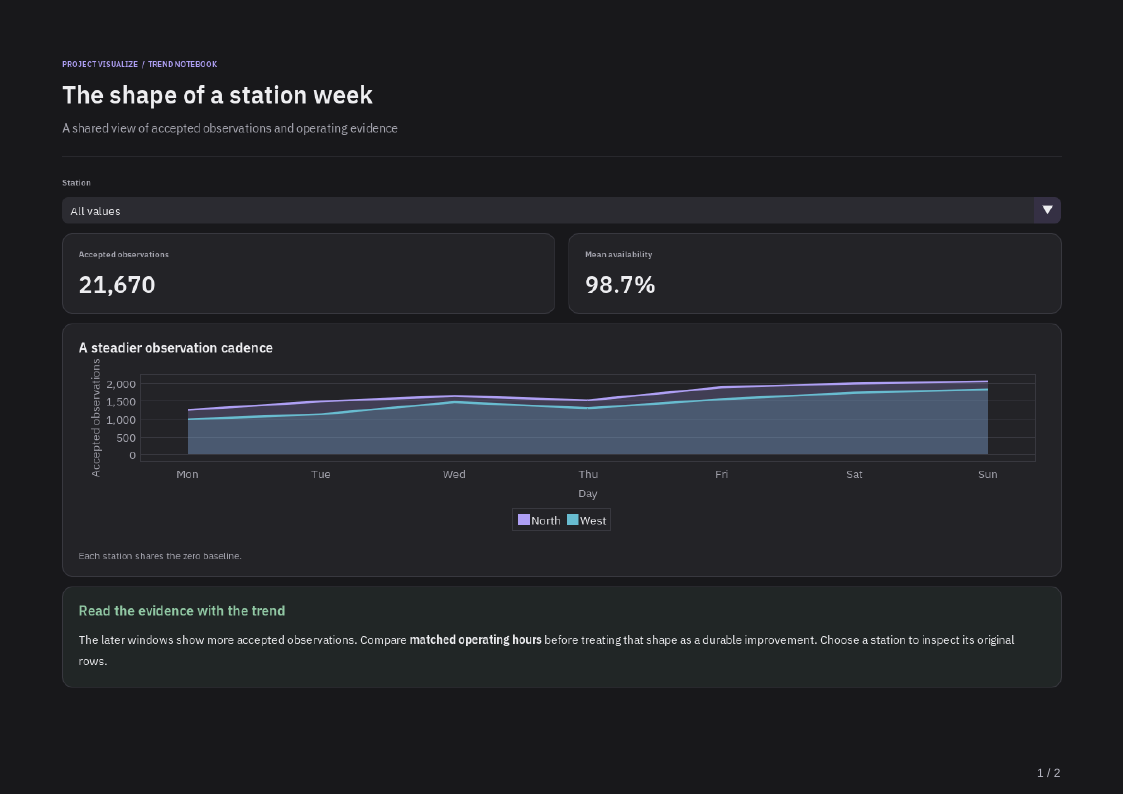 PROJECT VISUALIZE / TREND NOTEBOOK
The shape of a station week
A shared view of accepted observations and operating evidence
Station
All values
Accepted observations
21,670
Mean availability
98.7%
A steadier observation cadence
Accepted observations
2,000
1,500
1,000
500
0
Mon Tue Wed Thu Fri Sat Sun
Day
North West
Each station shares the zero baseline.
Read the evidence with the trend
The later windows show more accepted observations. Compare matched operating hours before treating that shape as a durable improvement. Choose a station to inspect its original
rows.
1 / 2